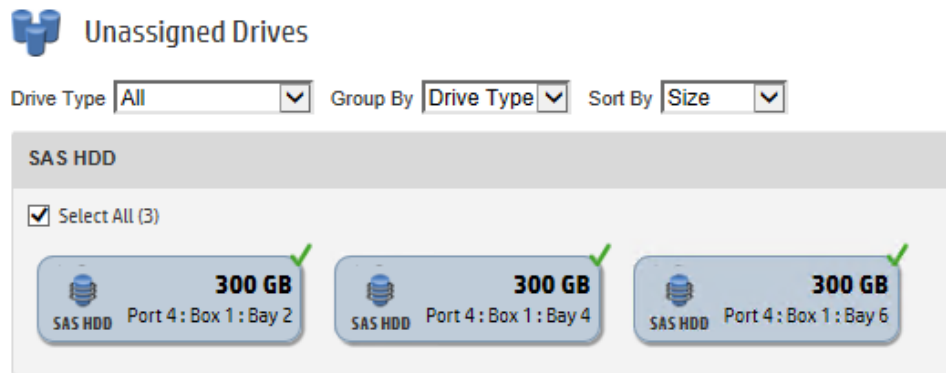 Unassigned Drives
Drive Type All Group By Drive Type Sort By Size
SAS HDD
Select All (3)
300 GB
SAS HDD Port 4 : Box 1 : Bay 2
300 GB
SAS HDD Port 4 : Box 1 : Bay 4
300 GB
SAS HDD Port 4 : Box 1 : Bay 6